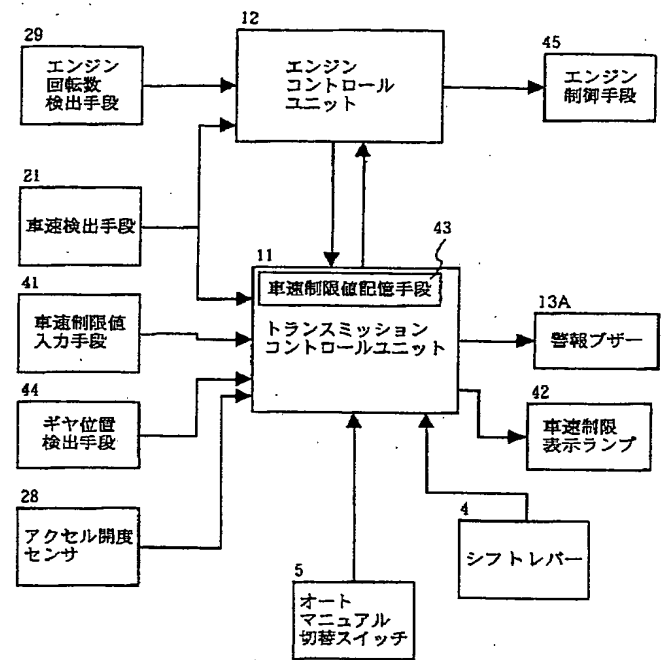 12
エンジン
コントロール
ユニット
29
エンジン
回転数
検出手段
45
エンジン
制御手段
21
車速検出手段
43
11
車速制限値記憶手段
トランスミッション
コントロールユニット
41
車速制限値
入力手段
13A
警報ブザー
44
ギヤ位置
検出手段
42
車速制限
表示ランプ
28
アクセル開度
センサ
4
シフトレバー
5
オート
マニュアル
切替スイッチ